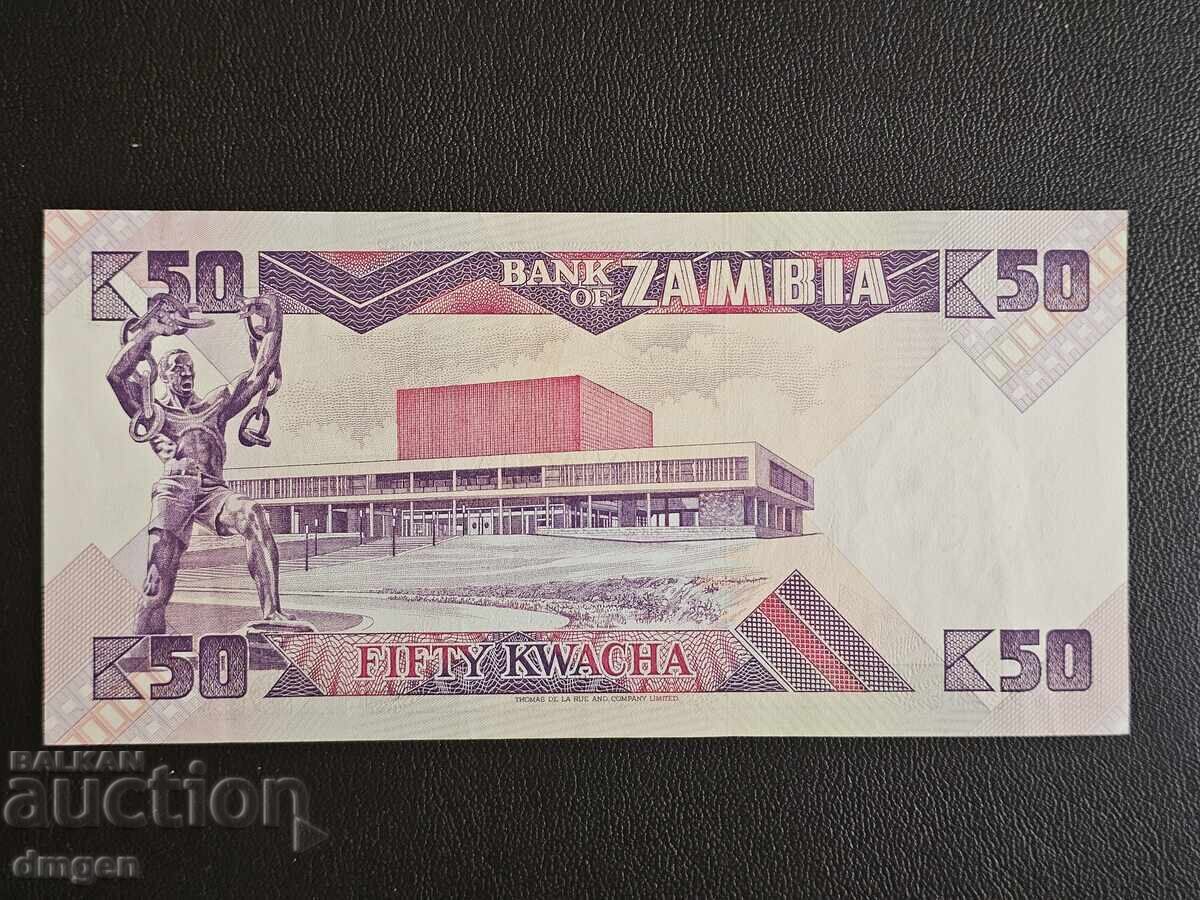 K50 BANK OF ZAMBIA K50
K50 FIFTY KWACHA K50
THOMAS DE LA RUE AND COMPANY LIMITED.
BALKAN
auction
dmgen